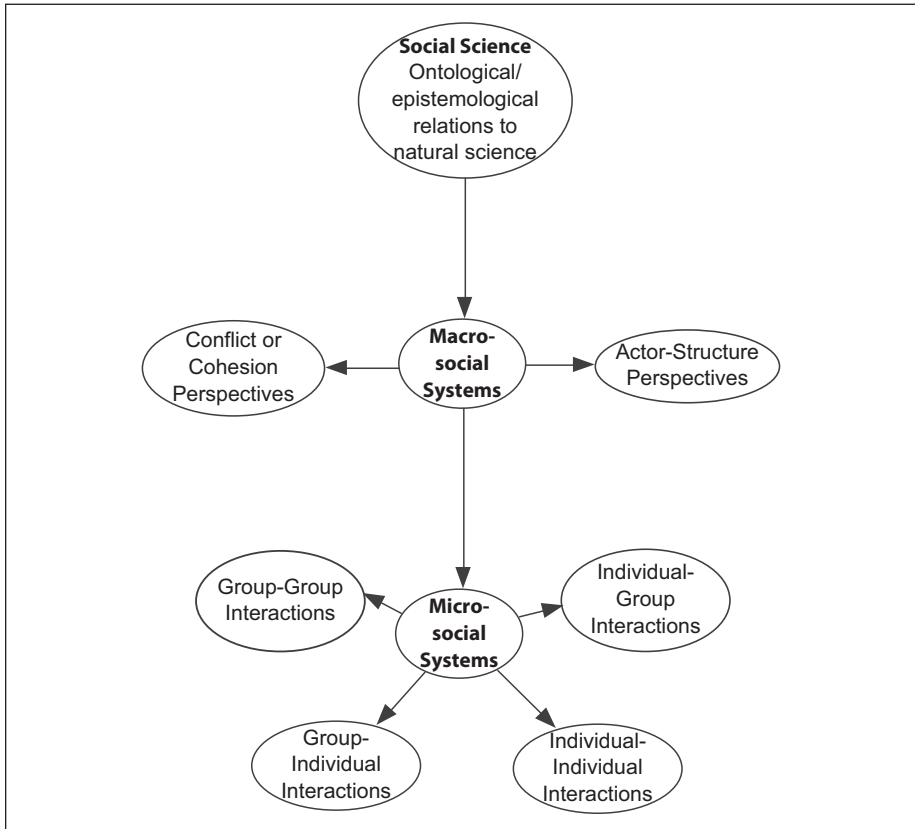 Social Science
Ontological/
epistemological
relations to
natural science
Conflict or
Cohesion
Perspectives
Macro-
social
Systems
Actor-Structure
Perspectives
Group-Group
Interactions
Micro-
social
Systems
Individual-
Group
Interactions
Group-
Individual
Interactions
Individual-
Individual
Interactions